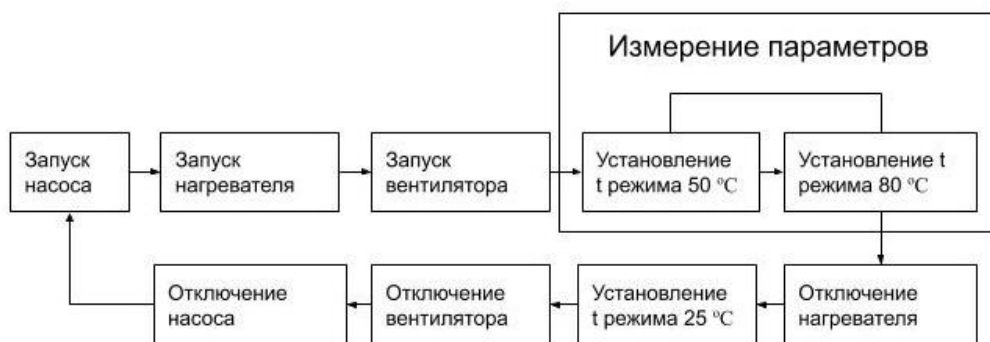 Измерение параметров
Запуск
насоса
Запуск
нагревателя
Запуск
вентилятора
Установление
t режима 50 °C
Установление t
режима 80 °C
Отключение
насоса
Отключение
вентилятора
Установление
t режима 25 °C
Отключение
нагревателя